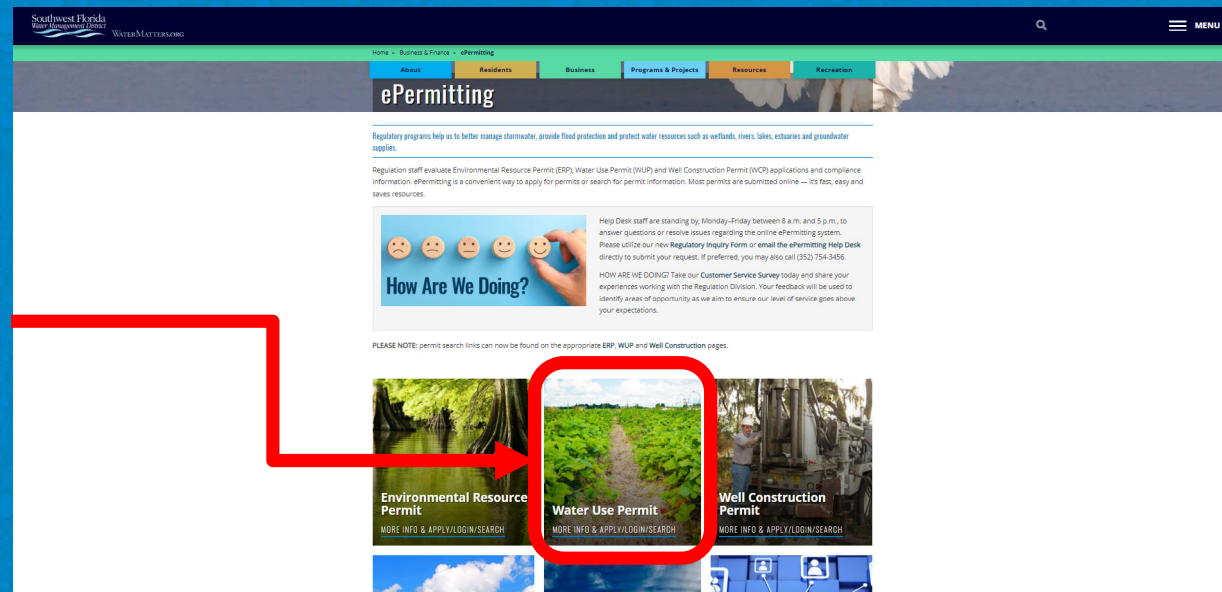 Southwest Florida
Water Management District
WATERMATTERS.ORG
MENU
Home » Business & Finance » ePermitting
About
Residents
Business
Programs & Projects
Resources
Recreation
ePermitting
Regulatory programs help us to better manage stormwater, provide flood protection and protect water resources such as wetlands, rivers, lakes, estuaries and groundwater
supplies.
Regulation staff evaluate Environmental Resource Permit (ERP), Water Use Permit (WUP) and Well Construction Permit (WCP) applications and compliance
information. ePermitting is a convenient way to apply for permits or search for permit information. Most permits are submitted online — it's fast, easy and
saves resources.
How Are We Doing?
Help Desk staff are standing by, Monday–Friday between 8 a.m. and 5 p.m., to
answer questions or resolve issues regarding the online ePermitting system.
Please utilize our new Regulatory Inquiry Form or email the ePermitting Help Desk
directly to submit your request. If preferred, you may also call (352) 754-3456.
HOW ARE WE DOING? Take our Customer Service Survey today and share your
experiences working with the Regulation Division. Your feedback will be used to
identify areas of opportunity as we aim to ensure our level of service goes above
your expectations.
PLEASE NOTE: permit search links can now be found on the appropriate ERP, WUP and Well Construction pages.
Environmental Resource
Permit
MORE INFO & APPLY/LOGIN/SEARCH
Water Use Permit
MORE INFO & APPLY/LOGIN/SEARCH
Well Construction
Permit
MORE INFO & APPLY/LOGIN/SEARCH